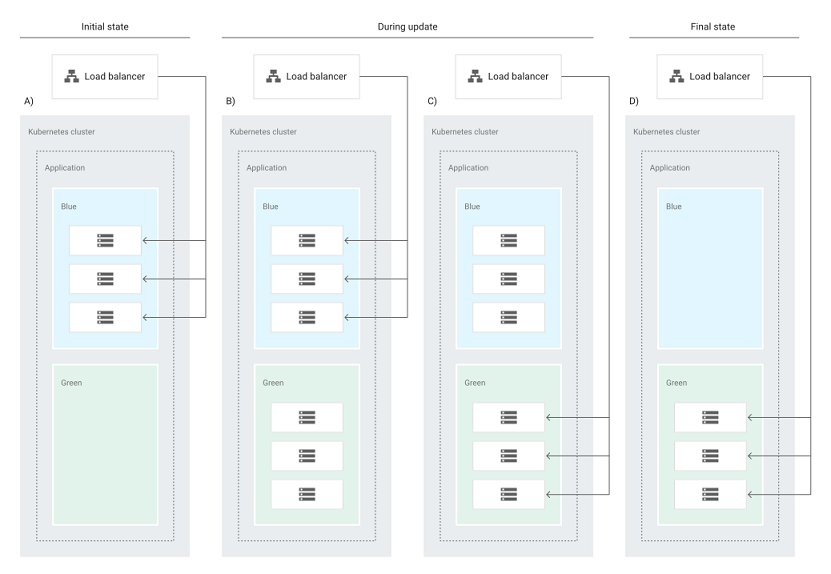 Initial state
During update
Final state
Load balancer
Load balancer
Load balancer
Load balancer
A)
B)
C)
D)
Kubernetes cluster
Kubernetes cluster
Kubernetes cluster
Kubernetes cluster
Application
Application
Application
Application
Blue
Blue
Blue
Blue
Green
Green
Green
Green